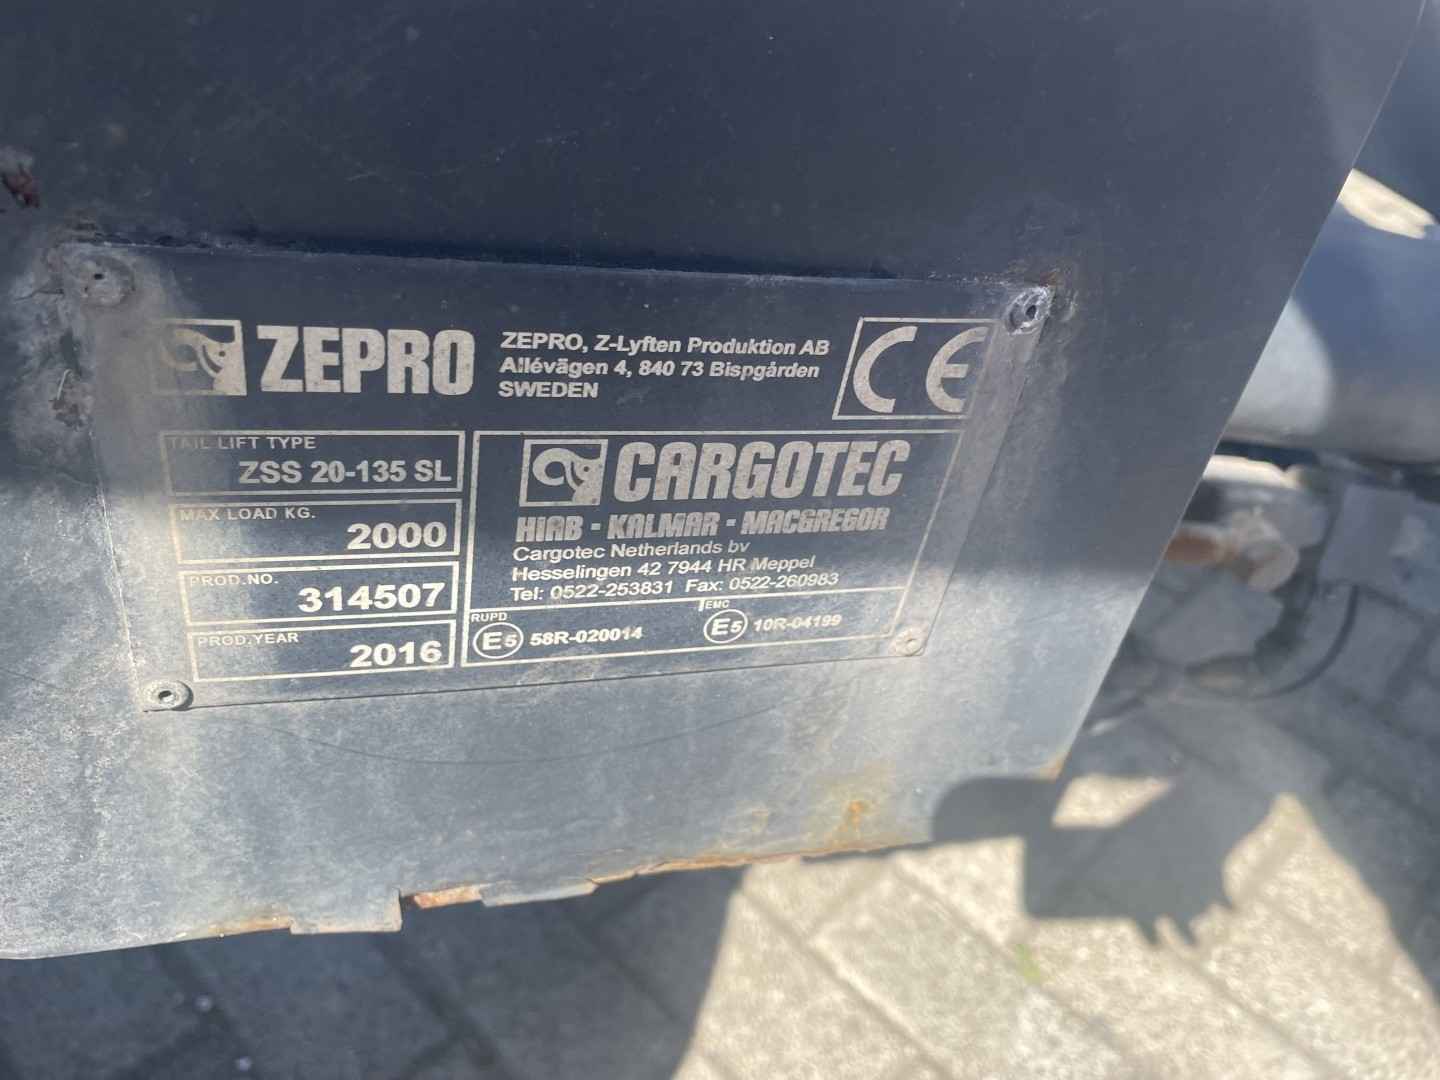 ZEPRO
ZEPRO, Z-Lyften Produktion AB
Allévägen 4, 840 73 Bispgården
SWEDEN
CE
TAIL LIFT TYPE
ZSS 20-135 SL
MAX LOAD KG.
2000
PROD.NO.
314507
PROD.YEAR
2016
CARGOTEC
HIAB - KALMAR - MACGREGOR
Cargotec Netherlands bv
Hesselingen 42 7944 HR Meppel
Tel: 0522-253831 Fax: 0522-260983
RUPD
E5 58R-020014
EMC
E5 10R-04199